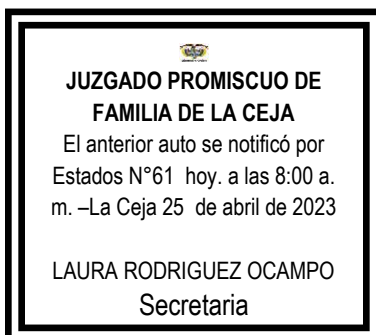 JUZGADO PROMISCUO DE
FAMILIA DE LA CEJA
El anterior auto se notificó por
Estados N°61 hoy. a las 8:00 a.
m. –La Ceja 25 de abril de 2023
LAURA RODRIGUEZ OCAMPO
Secretaria